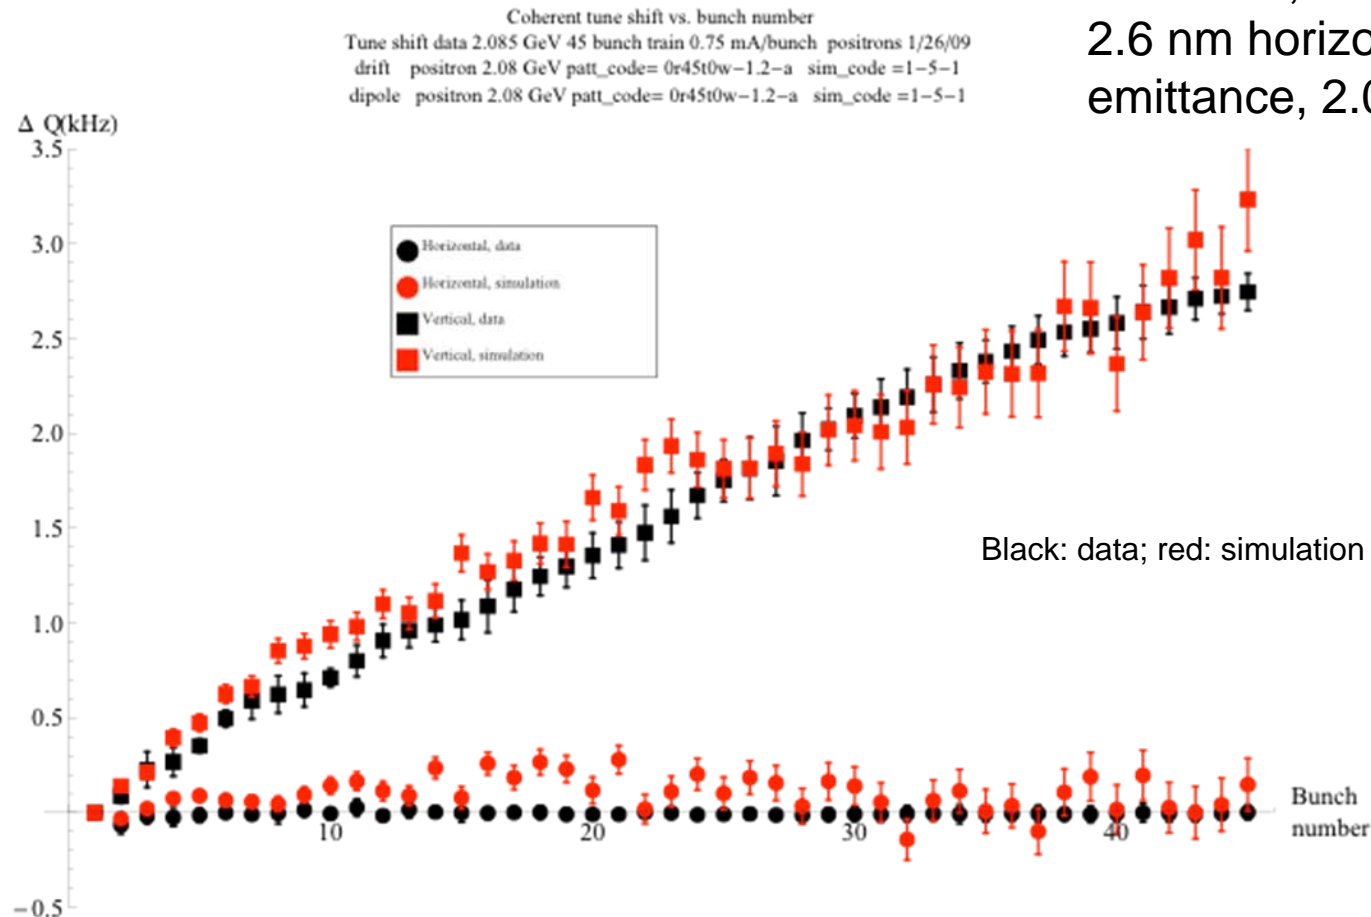 Coherent tune shift vs. bunch number
Tune shift data 2.085 GeV 45 bunch train 0.75 mA/bunch positrons 1/26/09
drift positron 2.08 GeV patt_code= 0r45t0w−1.2−a sim_code =1−5−1
dipole positron 2.08 GeV patt_code= 0r45t0w−1.2−a sim_code =1−5−1
2.6 nm horizo
emittance, 2.0
Δ Q(kHz)
3.5
3.0
2.5
2.0
1.5
1.0
0.5
−0.5
Horizontal, data
Horizontal, simulation
Vertical, data
Vertical, simulation
Black: data; red: simulation
10
20
30
40
Bunch
number